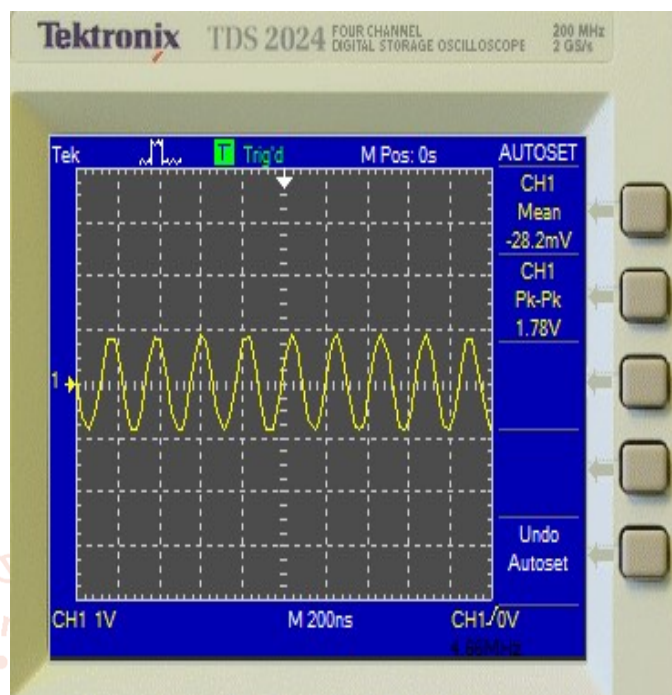 Tektronix TDS 2024 FOUR CHANNEL DIGITAL STORAGE OSCILLOSCOPE 200 MHz 2 GS/s
Tek T Trig'd M Pos: 0s AUTOSET
CH1
Mean
-28.2mV
CH1
Pk-Pk
1.78V
1
Undo
Autoset
CH1 1V M 200ns CH1/0V
4.86MHz